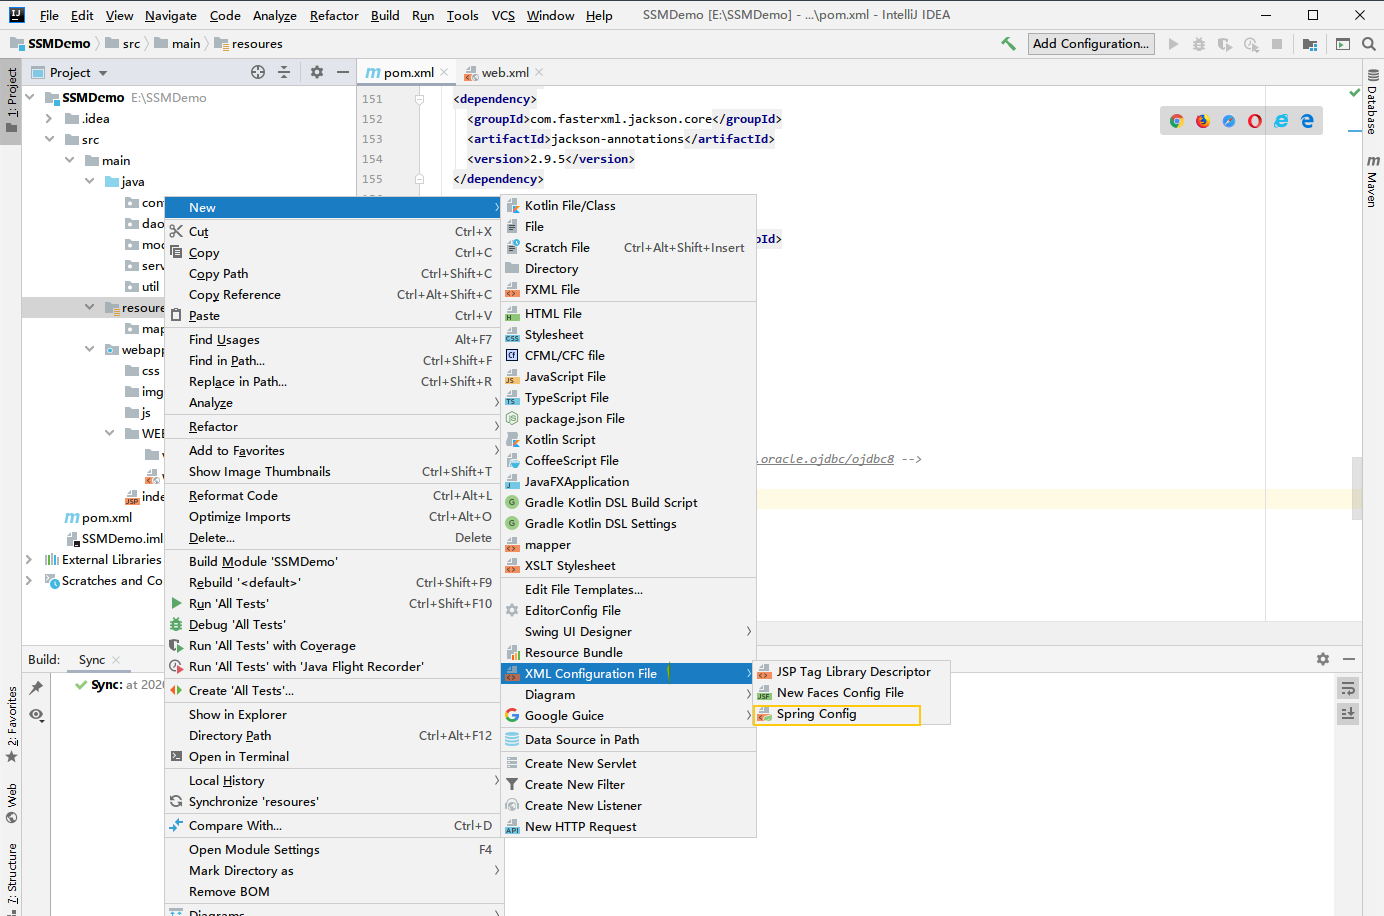 File Edit View Navigate Code Analyze Refactor Build Run Tools VCS Window Help SSMDemo [E:\SSMDemo] - ...\pom.xml - IntelliJ IDEA
SSMDemo src main resoures Add Configuration...
1: Project
Project
pom.xml web.xml
SSMDemo E:\SSMDemo
.idea
src
main
java
con
dao
mod
serv
util
resoure
map
webapp
css
img
js
WEB
inde
pom.xml
SSMDemo.iml
External Libraries
Scratches and Co
151 <dependency>
152 <groupId>com.fasterxml.jackson.core</groupId>
153 <artifactId>jackson-annotations</artifactId>
154 <version>2.9.5</version>
155 </dependency>
pId>
.oracle.ojdbc/ojdbc8 -->
Database
Maven
New
Cut Ctrl+X
Copy Ctrl+C
Copy Path Ctrl+Shift+C
Copy Reference Ctrl+Alt+Shift+C
Paste Ctrl+V
Find Usages Alt+F7
Find in Path... Ctrl+Shift+F
Replace in Path... Ctrl+Shift+R
Analyze
Refactor
Add to Favorites
Show Image Thumbnails Ctrl+Shift+T
Reformat Code Ctrl+Alt+L
Optimize Imports Ctrl+Alt+O
Delete... Delete
Build Module 'SSMDemo'
Rebuild '<default>' Ctrl+Shift+F9
Run 'All Tests' Ctrl+Shift+F10
Debug 'All Tests'
Run 'All Tests' with Coverage
Run 'All Tests' with 'Java Flight Recorder'
Create 'All Tests'...
Show in Explorer
Directory Path Ctrl+Alt+F12
Open in Terminal
Local History
Synchronize 'resoures'
Compare With... Ctrl+D
Open Module Settings F4
Mark Directory as
Remove BOM
Diagrams
Kotlin File/Class
File
Scratch File Ctrl+Alt+Shift+Insert
Directory
FXML File
HTML File
Stylesheet
CFML/CFC file
JavaScript File
TypeScript File
package.json File
Kotlin Script
CoffeeScript File
JavaFXApplication
Gradle Kotlin DSL Build Script
Gradle Kotlin DSL Settings
mapper
XSLT Stylesheet
Edit File Templates...
EditorConfig File
Swing UI Designer
Resource Bundle
XML Configuration File
Diagram
Google Guice
Data Source in Path
Create New Servlet
Create New Filter
Create New Listener
New HTTP Request
JSP Tag Library Descriptor
New Faces Config File
Spring Config
Build: Sync
Sync: at 2020
2: Favorites
Web
7: Structure